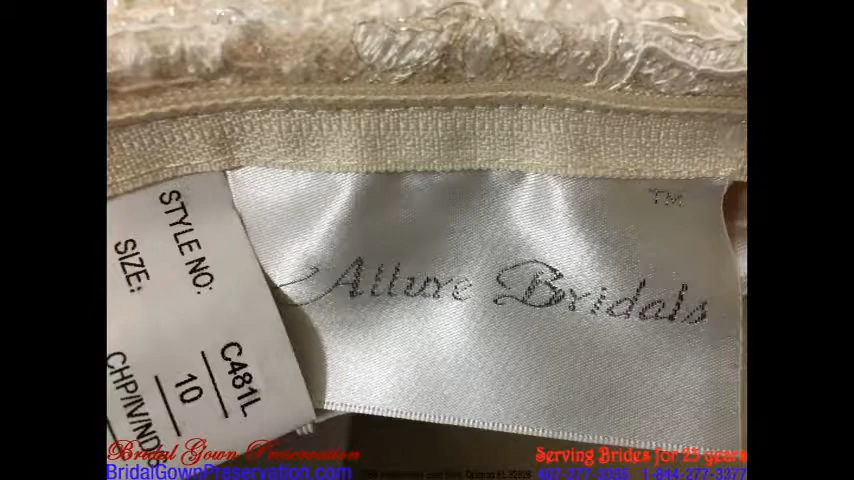 TM
Allure Bridals
STYLE NO: C481L
SIZE: 10
CHP/IV/ND
Bridal Gown Preservation
Serving Brides for 25 years
BridalGownPreservation.com
407-277-3335 1-844-277-3377